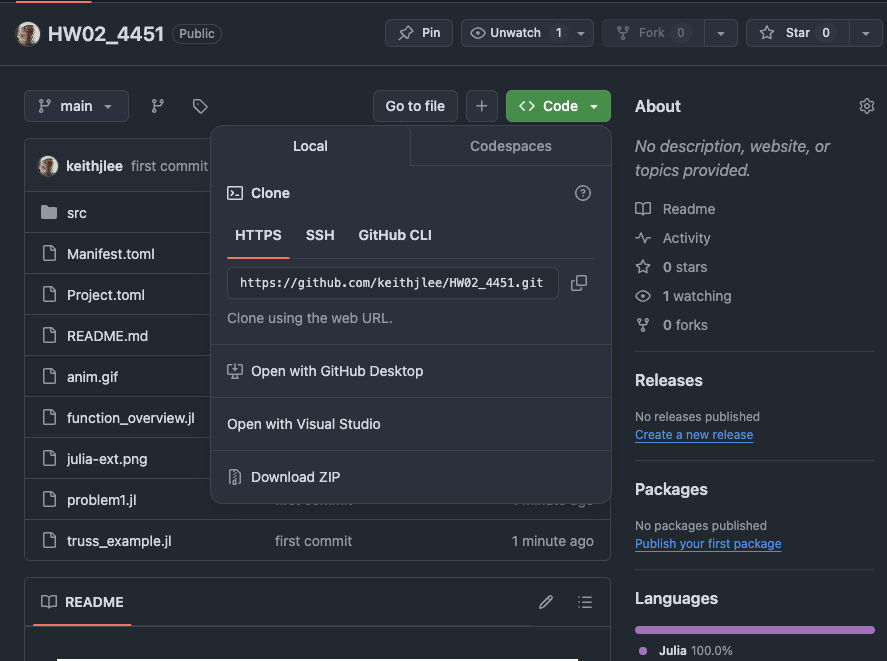 HW02_4451 Public Pin Unwatch 1 Fork 0 Star 0
main Go to file Code
Local Codespaces
Clone
HTTPS SSH GitHub CLI
https://github.com/keithjlee/HW02_4451.git
Clone using the web URL.
Open with GitHub Desktop
Open with Visual Studio
Download ZIP
keithjlee first commit
src
Manifest.toml
Project.toml
README.md
anim.gif
function_overview.jl
julia-ext.png
problem1.jl
truss_example.jl first commit 1 minute ago
README
About
No description, website, or
topics provided.
Readme
Activity
0 stars
1 watching
0 forks
Releases
No releases published
Create a new release
Packages
No packages published
Publish your first package
Languages
Julia 100.0%